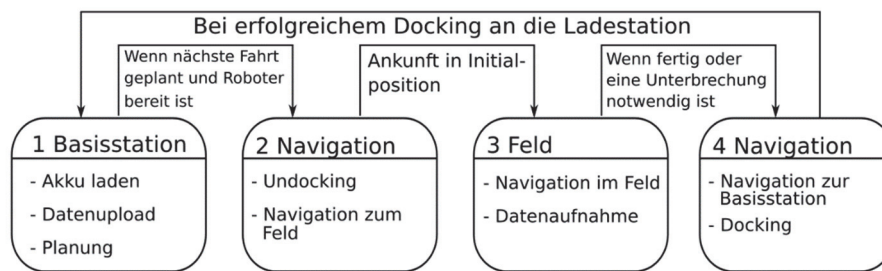 Bei erfolgreichem Docking an die Ladestation
Wenn nächste Fahrt
geplant und Roboter
bereit ist
Ankunft in Initial-
position
Wenn fertig oder
eine Unterbrechung
notwendig ist
1 Basisstation
- Akku laden
- Datenupload
- Planung
2 Navigation
- Undocking
- Navigation zum
Feld
3 Feld
- Navigation im Feld
- Datenaufnahme
4 Navigation
- Navigation zur
Basisstation
- Docking